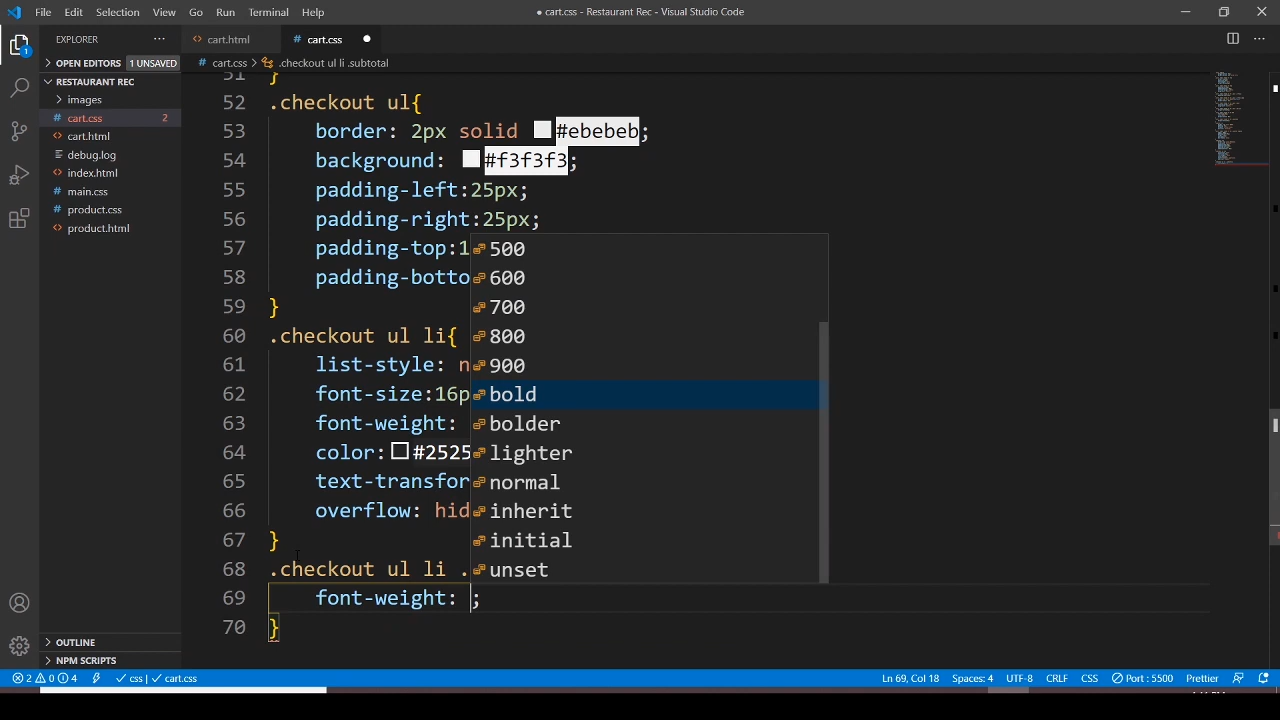 File Edit Selection View Go Run Terminal Help
● cart.css - Restaurant Rec - Visual Studio Code
EXPLORER
cart.html
cart.css
OPEN EDITORS 1 UNSAVED
cart.css > .checkout ul li .subtotal
RESTAURANT REC
images
cart.css 2
cart.html
debug.log
index.html
main.css
product.css
product.html
OUTLINE
NPM SCRIPTS
51 }
52 .checkout ul{
53 border: 2px solid #ebebeb;
54 background: #f3f3f3;
55 padding-left:25px;
56 padding-right:25px;
57 padding-top:1
58 padding-botto
59 }
60 .checkout ul li{
61 list-style: n
62 font-size:16p
63 font-weight:
64 color: #2525
65 text-transfor
66 overflow: hid
67 }
68 .checkout ul li .
69 font-weight: ;
70 }
500
600
700
800
900
bold
bolder
lighter
normal
inherit
initial
unset
1
2 0 4 css cart.css Ln 69, Col 18 Spaces: 4 UTF-8 CRLF CSS Port : 5500 Prettier